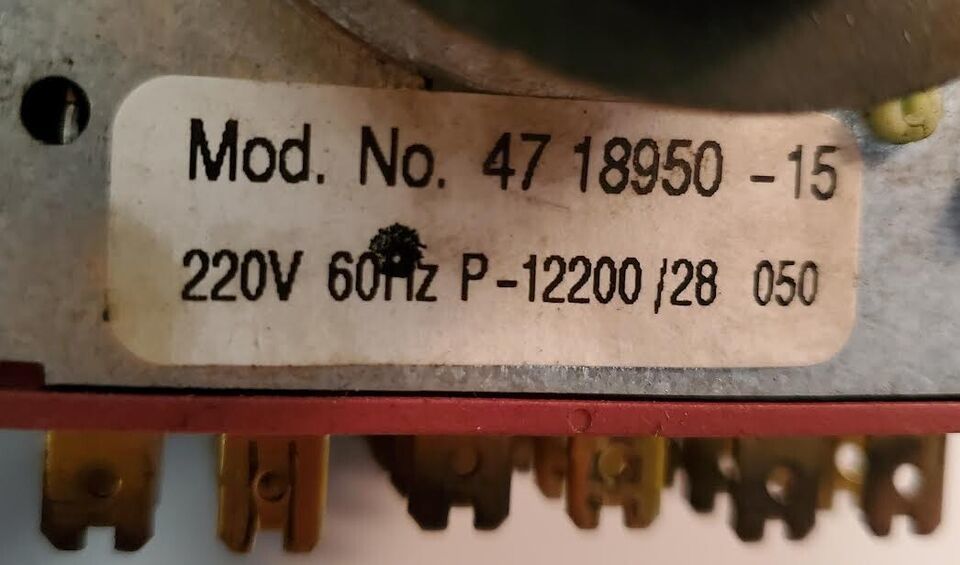 Mod. No. 47 18950 - 15
220V 60Hz P-12200/28 050